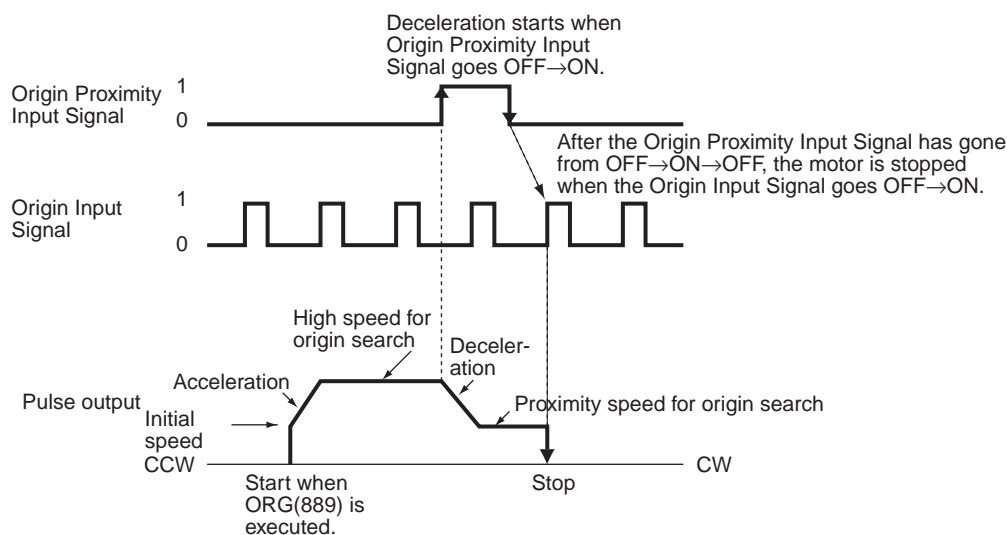 Deceleration starts when
Origin Proximity Input
Signal goes OFF→ON.
Origin Proximity
Input Signal
1
0
After the Origin Proximity Input Signal has gone
from OFF→ON→OFF, the motor is stopped
when the Origin Input Signal goes OFF→ON.
Origin Input
Signal
1
0
High speed for
origin search
Deceler-
ation
Acceleration
Pulse output
Initial
speed
Proximity speed for origin search
CCW
CW
Start when
ORG(889) is
executed.
Stop